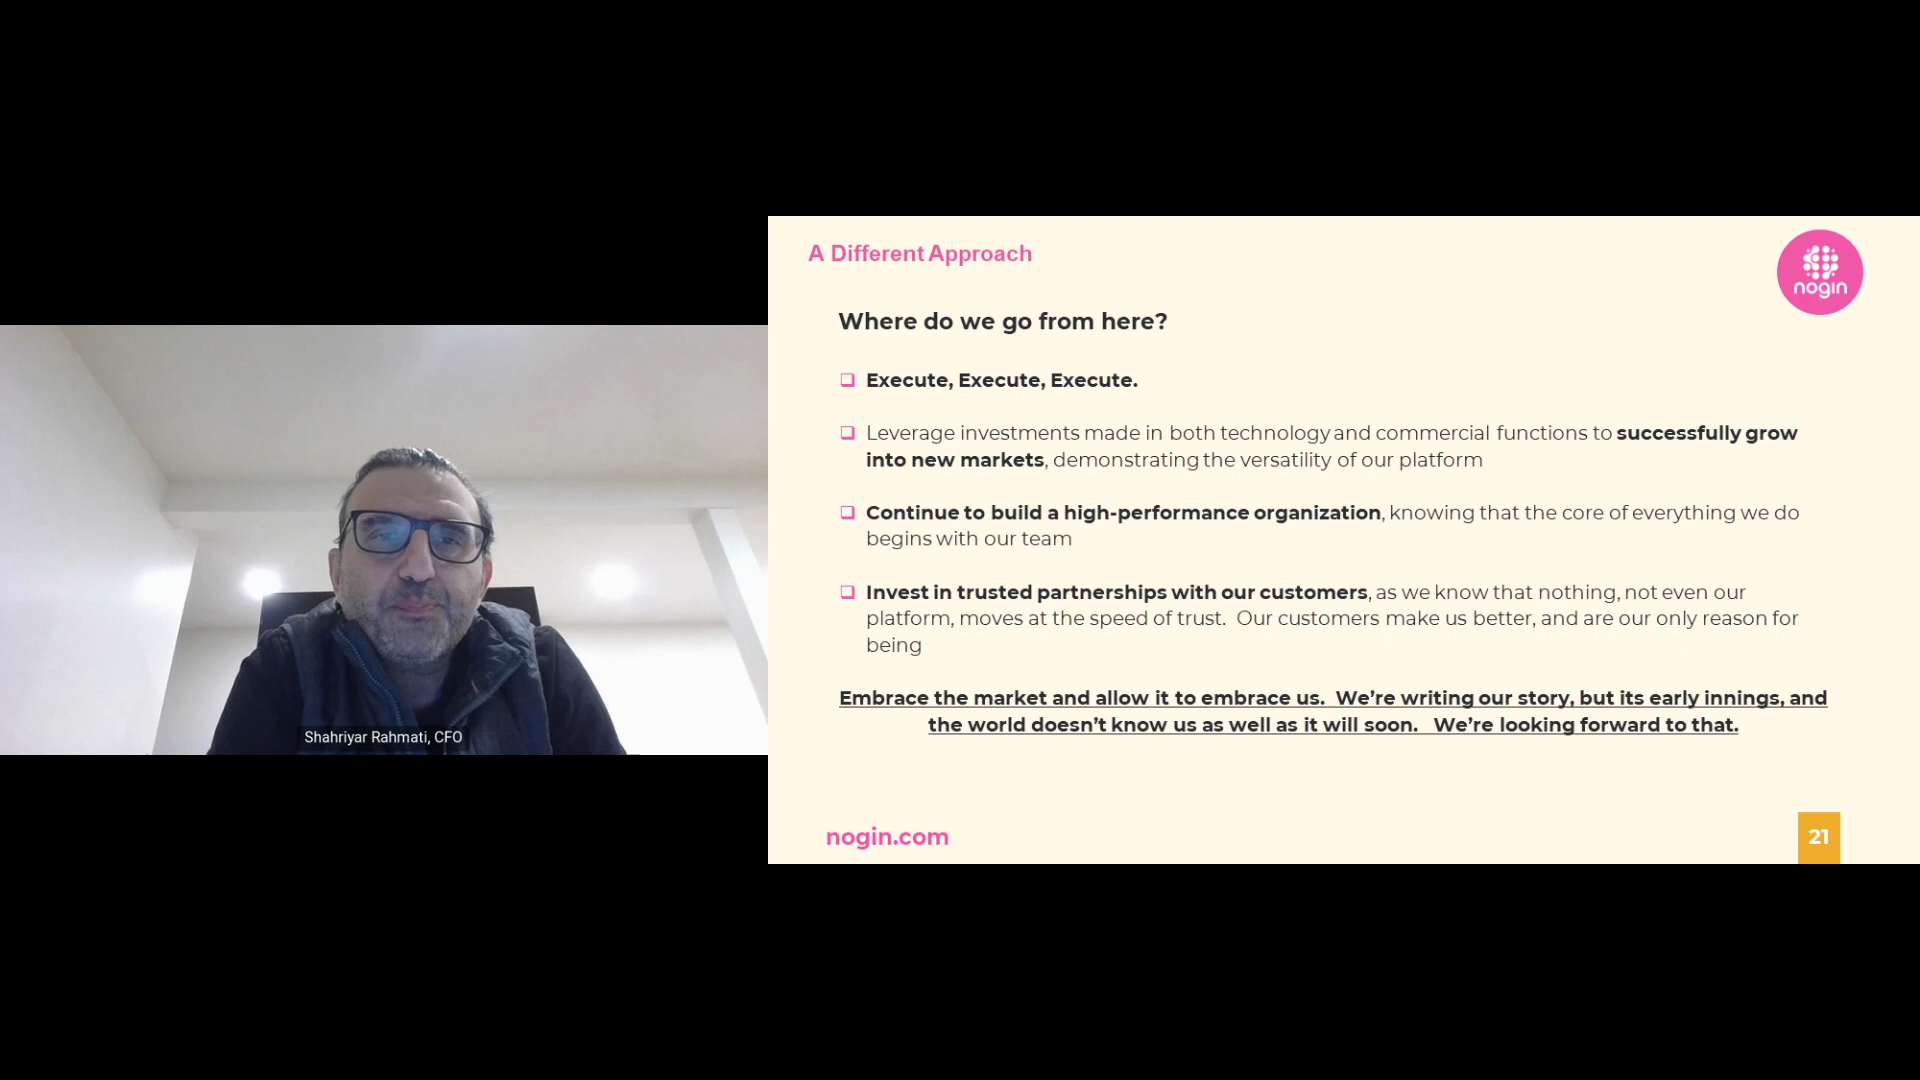 A Different Approach
nogin
Where do we go from here?
Execute, Execute, Execute.
Leverage investments made in both technology and commercial functions to successfully grow
into new markets, demonstrating the versatility of our platform
Continue to build a high-performance organization, knowing that the core of everything we do
begins with our team
Invest in trusted partnerships with our customers, as we know that nothing, not even our
platform, moves at the speed of trust. Our customers make us better, and are our only reason for
being
Embrace the market and allow it to embrace us. We’re writing our story, but its early innings, and
the world doesn’t know us as well as it will soon. We’re looking forward to that.
Shahriyar Rahmati, CFO
nogin.com
21